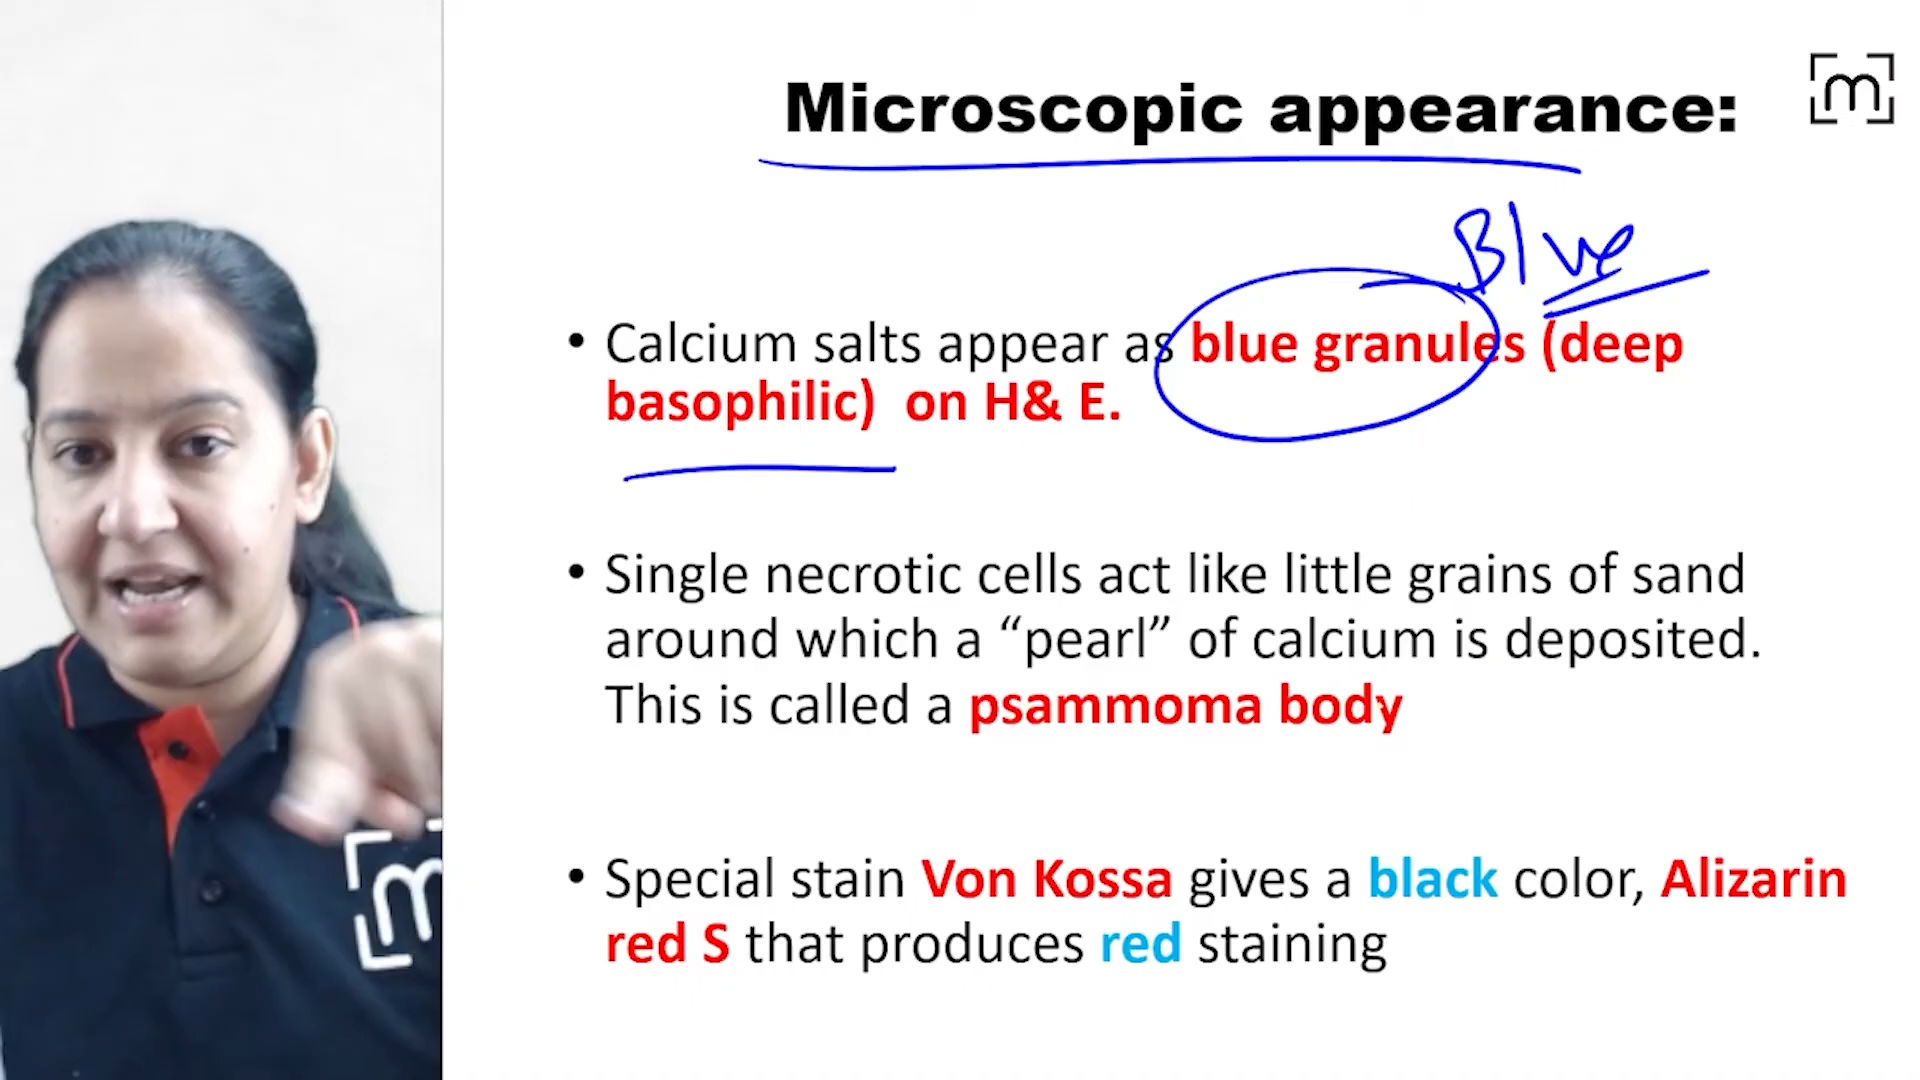 Microscopic appearance:
[m]
Blue
• Calcium salts appear as blue granules (deep
basophilic) on H& E.
• Single necrotic cells act like little grains of sand
around which a “pearl” of calcium is deposited.
This is called a psammoma body
• Special stain Von Kossa gives a black color, Alizarin
red S that produces red staining
m